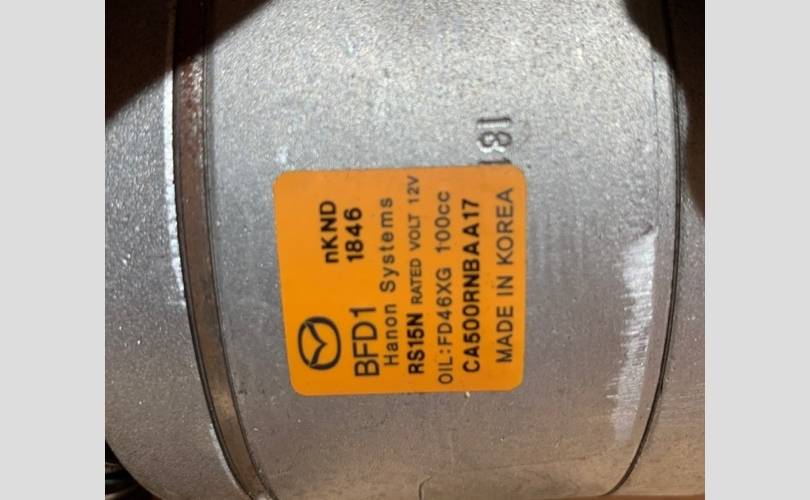 181
BFD1 nKND
1846
Hanon Systems
RS15N RATED VOLT 12V
OIL:FD46XG 100cc
CA500RNBAA17
MADE IN KOREA